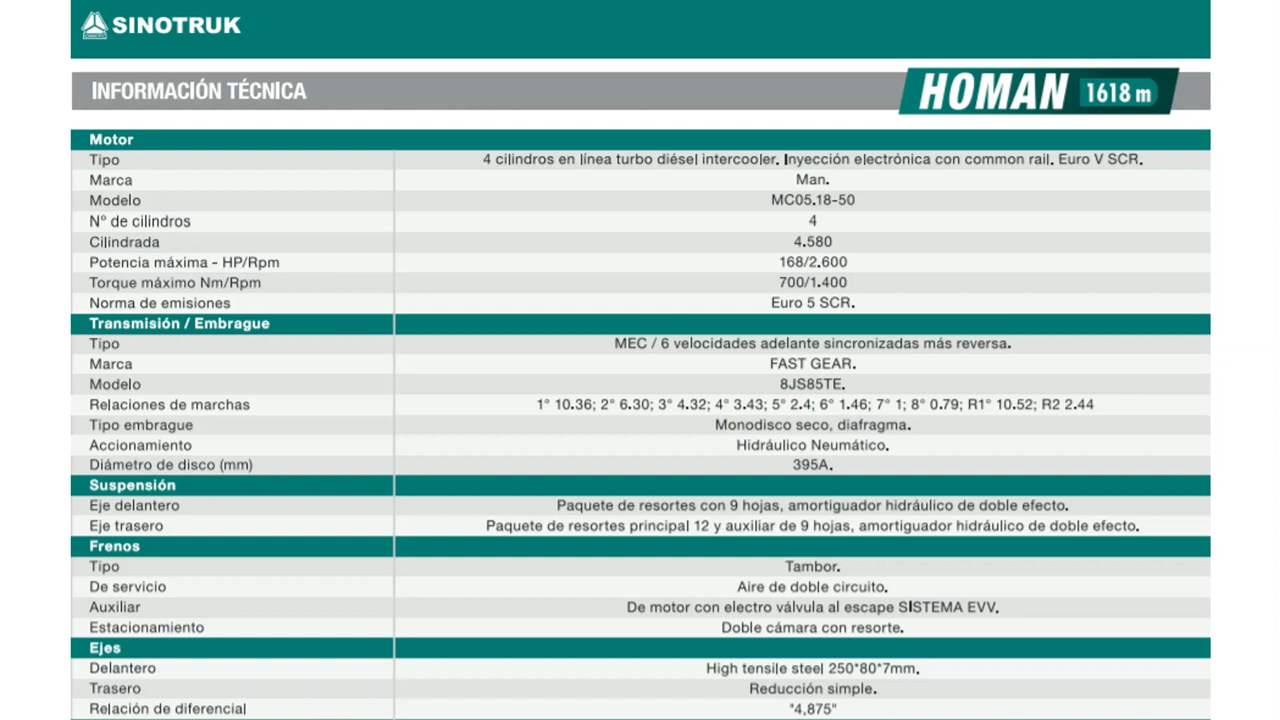 SINOTRUK
INFORMACIÓN TÉCNICA
HOMAN 1618 m
Motor
Tipo 4 cilindros en línea turbo diésel intercooler. Inyección electrónica con common rail. Euro V SCR.
Marca Man.
Modelo MC05.18-50
N° de cilindros 4
Cilindrada 4.580
Potencia máxima - HP/Rpm 168/2.600
Torque máximo Nm/Rpm 700/1.400
Norma de emisiones Euro 5 SCR.
Transmisión / Embrague
Tipo MEC / 6 velocidades adelante sincronizadas más reversa.
Marca FAST GEAR.
Modelo 8JS85TE.
Relaciones de marchas 1° 10.36; 2° 6.30; 3° 4.32; 4° 3.43; 5° 2.4; 6° 1.46; 7° 1; 8° 0.79; R1° 10.52; R2 2.44
Tipo embrague Monodisco seco, diafragma.
Accionamiento Hidráulico Neumático.
Diámetro de disco (mm) 395A.
Suspensión
Eje delantero Paquete de resortes con 9 hojas, amortiguador hidráulico de doble efecto.
Eje trasero Paquete de resortes principal 12 y auxiliar de 9 hojas, amortiguador hidráulico de doble efecto.
Frenos
Tipo Tambor.
De servicio Aire de doble circuito.
Auxiliar De motor con electro válvula al escape SISTEMA EVV.
Estacionamiento Doble cámara con resorte.
Ejes
Delantero High tensile steel 250*80*7mm.
Trasero Reducción simple.
Relación de diferencial "4,875"